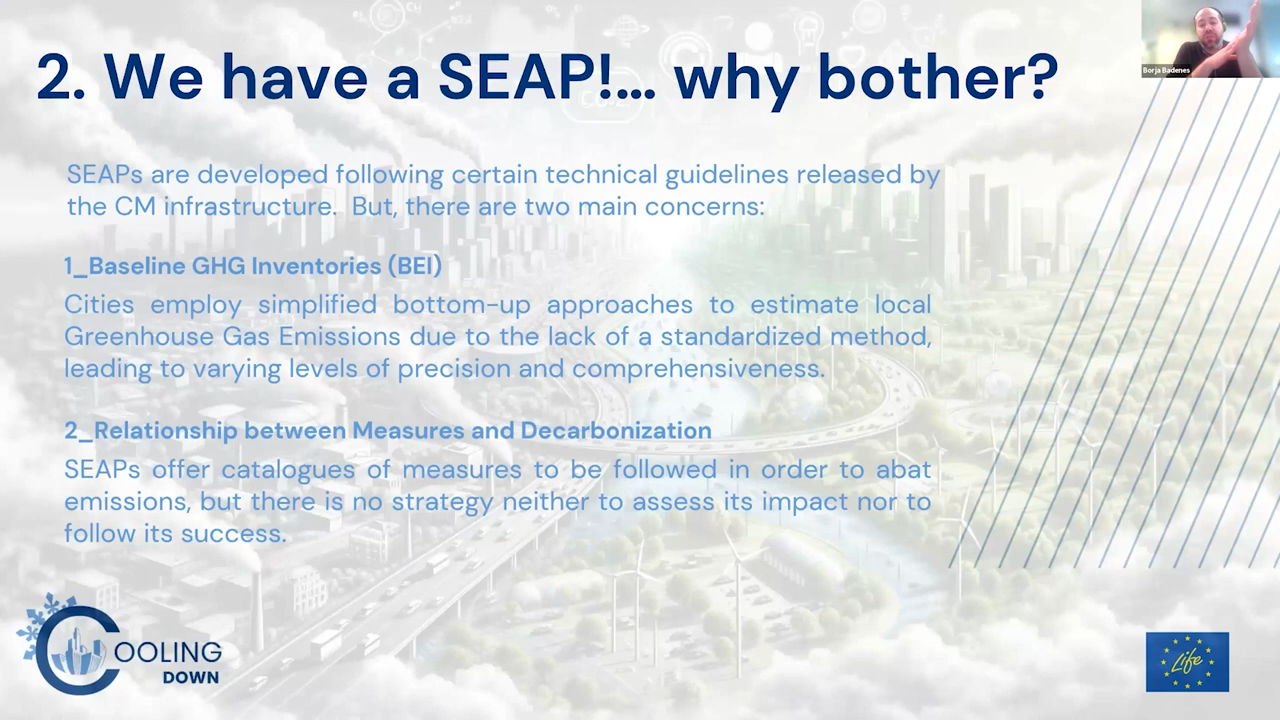 2. We have a SEAP!... why bother?
Borja Badenes
SEAPs are developed following certain technical guidelines released by
the CM infrastructure. But, there are two main concerns:
1_Baseline GHG Inventories (BEI)
Cities employ simplified bottom-up approaches to estimate local
Greenhouse Gas Emissions due to the lack of a standardized method,
leading to varying levels of precision and comprehensiveness.
2_Relationship between Measures and Decarbonization
SEAPs offer catalogues of measures to be followed in order to abat
emissions, but there is no strategy neither to assess its impact nor to
follow its success.
COOLING
DOWN
Life